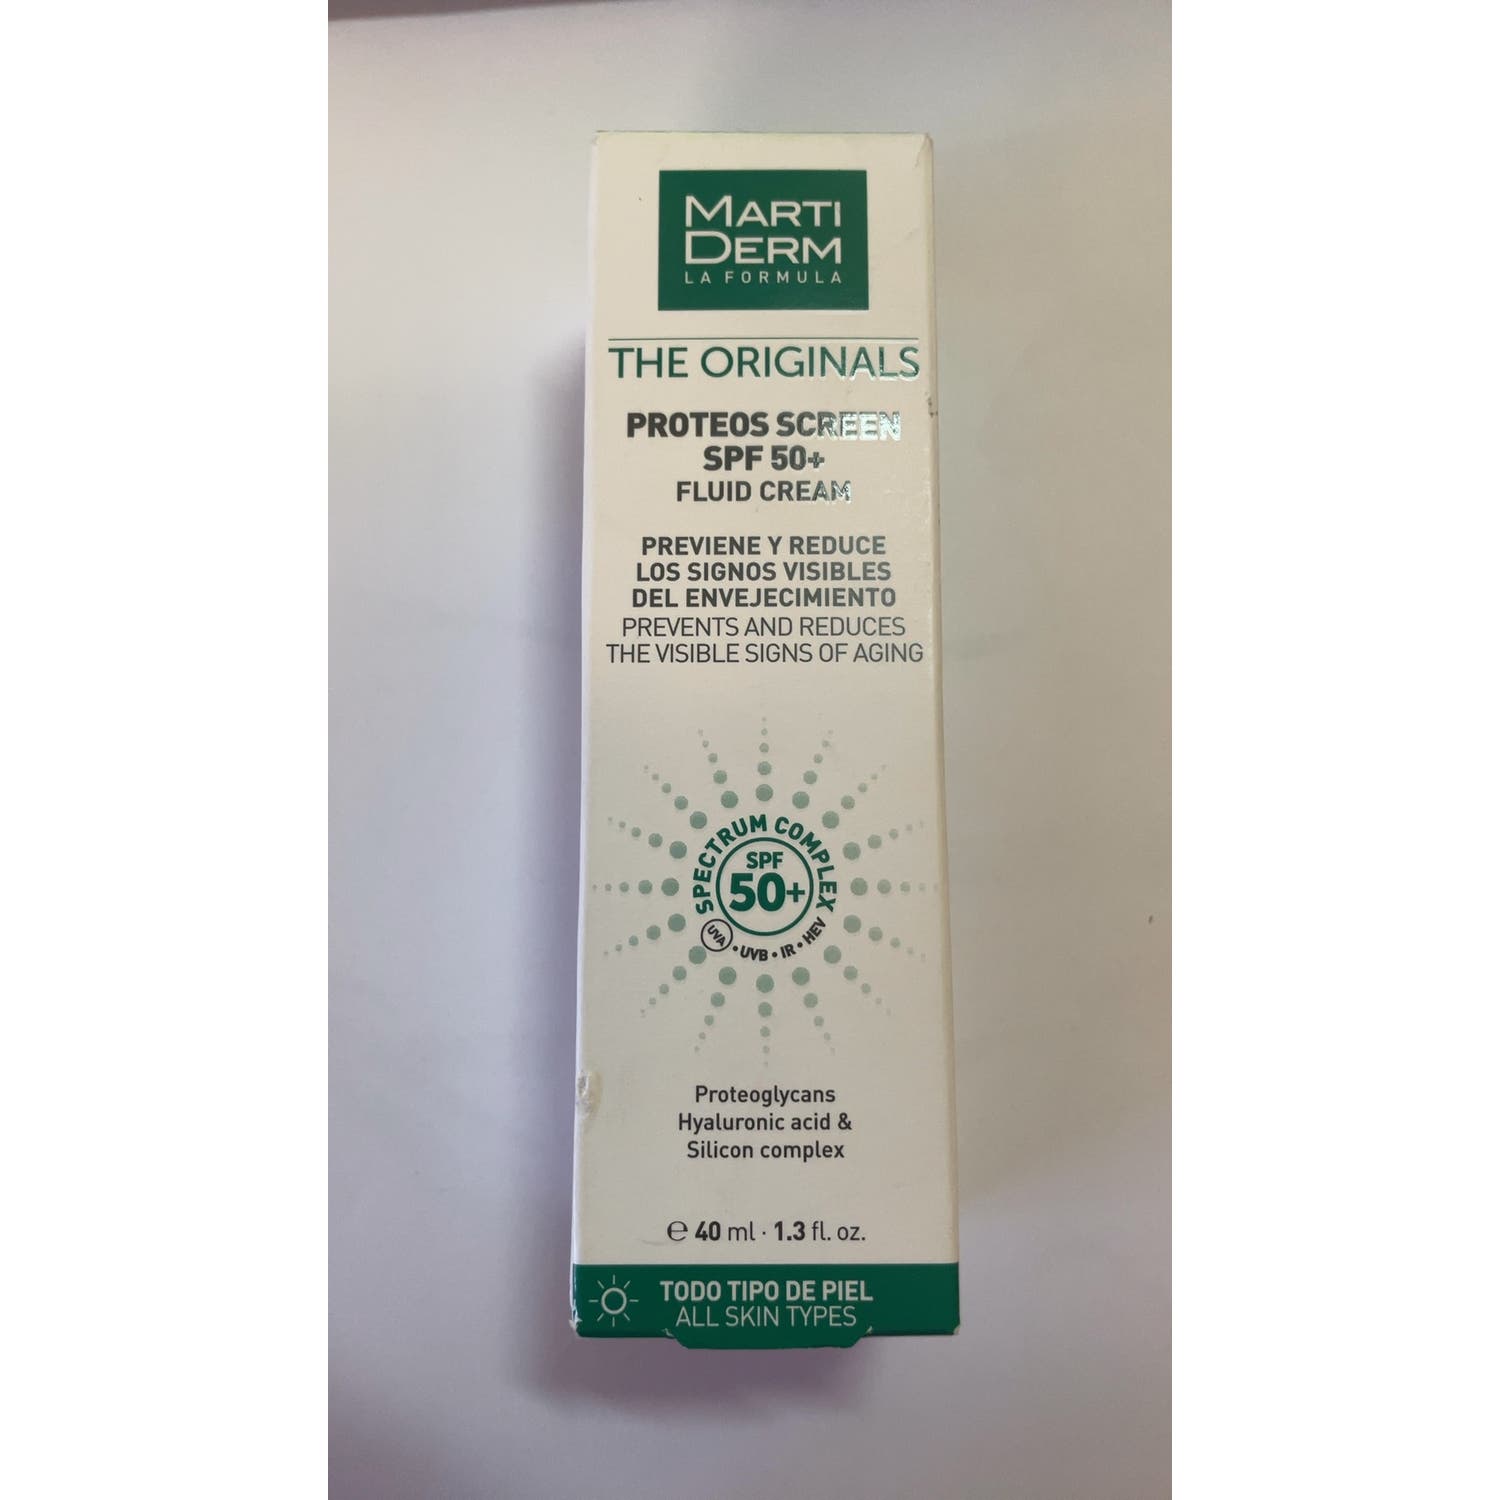 MARTI
DERM
LA FORMULA
THE ORIGINALS
PROTEOS SCREEN
SPF 50+
FLUID CREAM
PREVIENE Y REDUCE
LOS SIGNOS VISIBLES
DEL ENVEJECIMIENTO
PREVENTS AND REDUCES
THE VISIBLE SIGNS OF AGING
SPECTRUM COMPLEX
SPF
50+
UVA • UVB • IR • HEV
Proteoglycans
Hyaluronic acid &
Silicon complex
℮ 40 ml · 1.3 fl. oz.
TODO TIPO DE PIEL
ALL SKIN TYPES